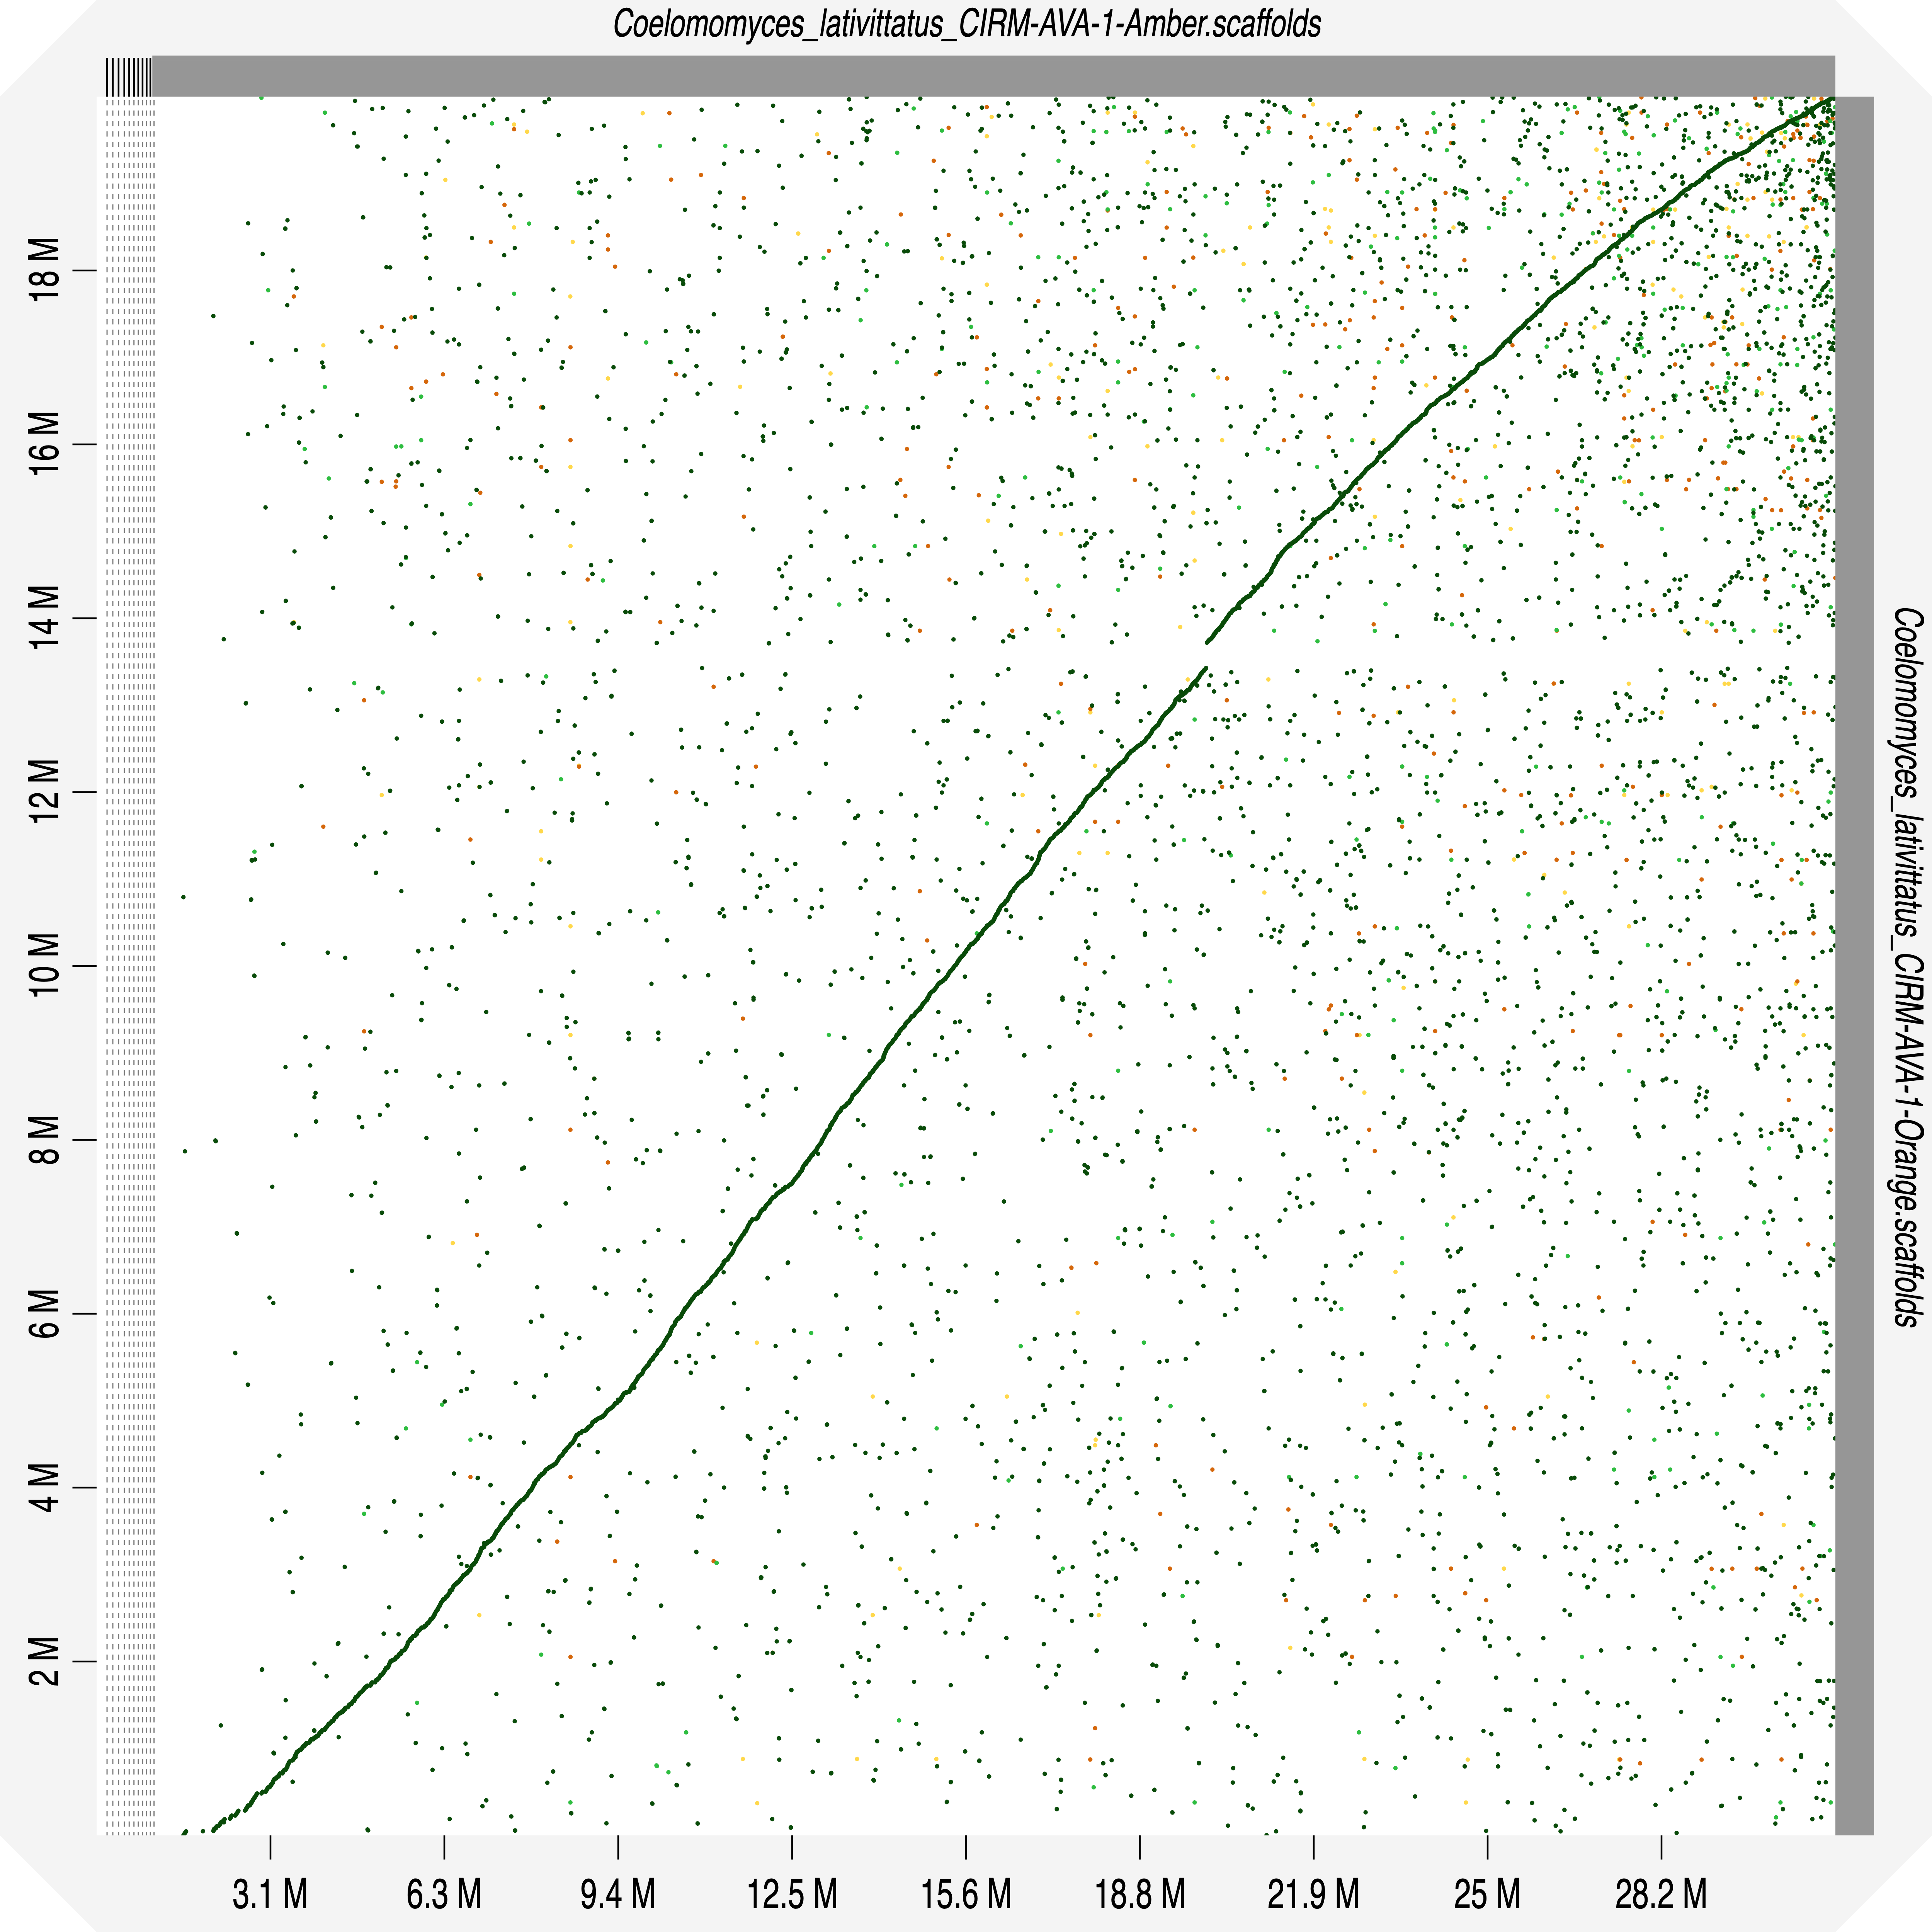 Coelomomyces_lativittatus_CIRM-AVA-1-Amber.scaffolds
18 M
16 M
14 M
12 M
10 M
8 M
6 M
4 M
2 M
Coelomomyces_lativittatus_CIRM-AVA-1-Orange.scaffolds
3.1 M
6.3 M
9.4 M
12.5 M
15.6 M
18.8 M
21.9 M
25 M
28.2 M